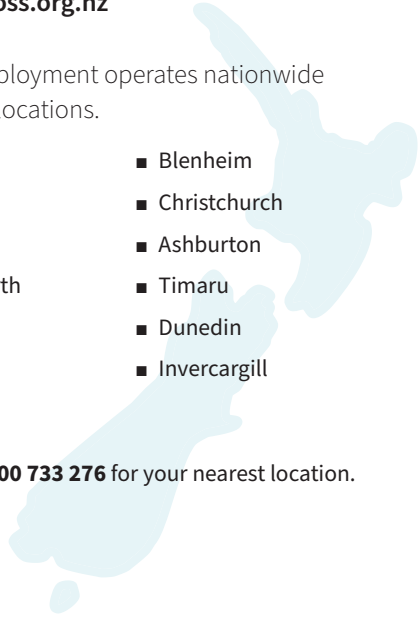 oss.org.nz
ployment operates nationwide
locations.
th
■ Blenheim
■ Christchurch
■ Ashburton
■ Timaru
■ Dunedin
■ Invercargill
00 733 276 for your nearest location.